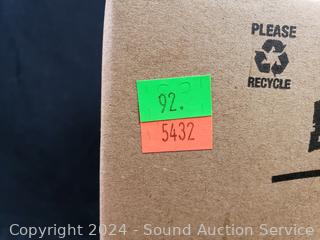 PLEASE
RECYCLE
92.
5432
Copyright © 2024 - Sound Auction Service